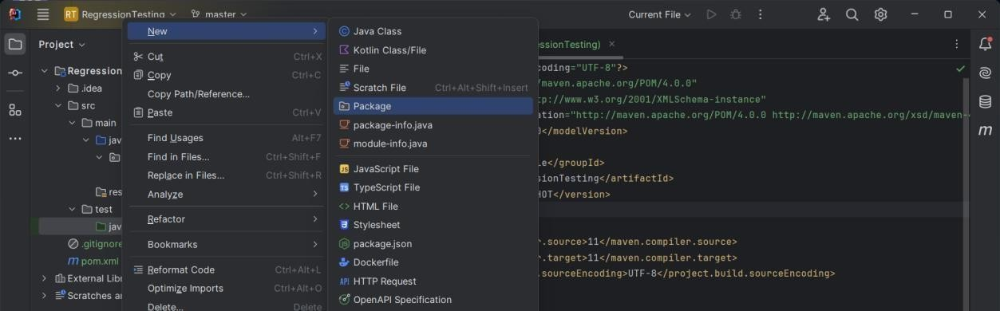 RT RegressionTesting master Current File
Project
Regression
.idea
src
main
jav
res
test
jav
.gitignore
m pom.xml
External Lib
Scratches an
New
Cut Ctrl+X
Copy Ctrl+C
Copy Path/Reference...
Paste Ctrl+V
Find Usages Alt+F7
Find in Files... Ctrl+Shift+F
Replace in Files... Ctrl+Shift+R
Analyze
Refactor
Bookmarks
Reformat Code Ctrl+Alt+L
Optimize Imports Ctrl+Alt+O
Delete... Delete
Java Class
Kotlin Class/File
File
Scratch File Ctrl+Alt+Shift+Insert
Package
package-info.java
module-info.java
JS JavaScript File
TS TypeScript File
HTML File
Stylesheet
package.json
Dockerfile
API HTTP Request
OpenAPI Specification
essionTesting)
coding="UTF-8"?>
/maven.apache.org/POM/4.0.0"
tp://www.w3.org/2001/XMLSchema-instance"
ation="http://maven.apache.org/POM/4.0.0 http://maven.apache.org/xsd/maven-4
0</modelVersion>
le</groupId>
sionTesting</artifactId>
HOT</version>
r.source>11</maven.compiler.source>
r.target>11</maven.compiler.target>
.sourceEncoding>UTF-8</project.build.sourceEncoding>
m